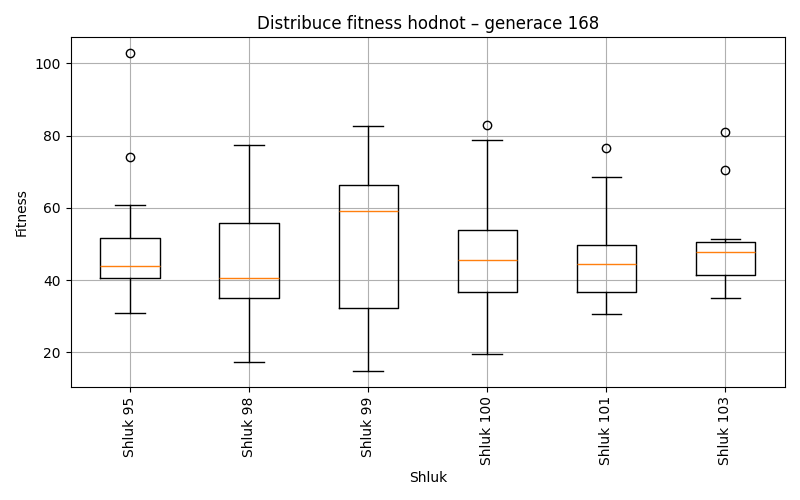 Distribuce fitness hodnot – generace 168
Fitness
100
80
60
40
20
Shluk 95
Shluk 98
Shluk 99
Shluk 100
Shluk 101
Shluk 103
Shluk